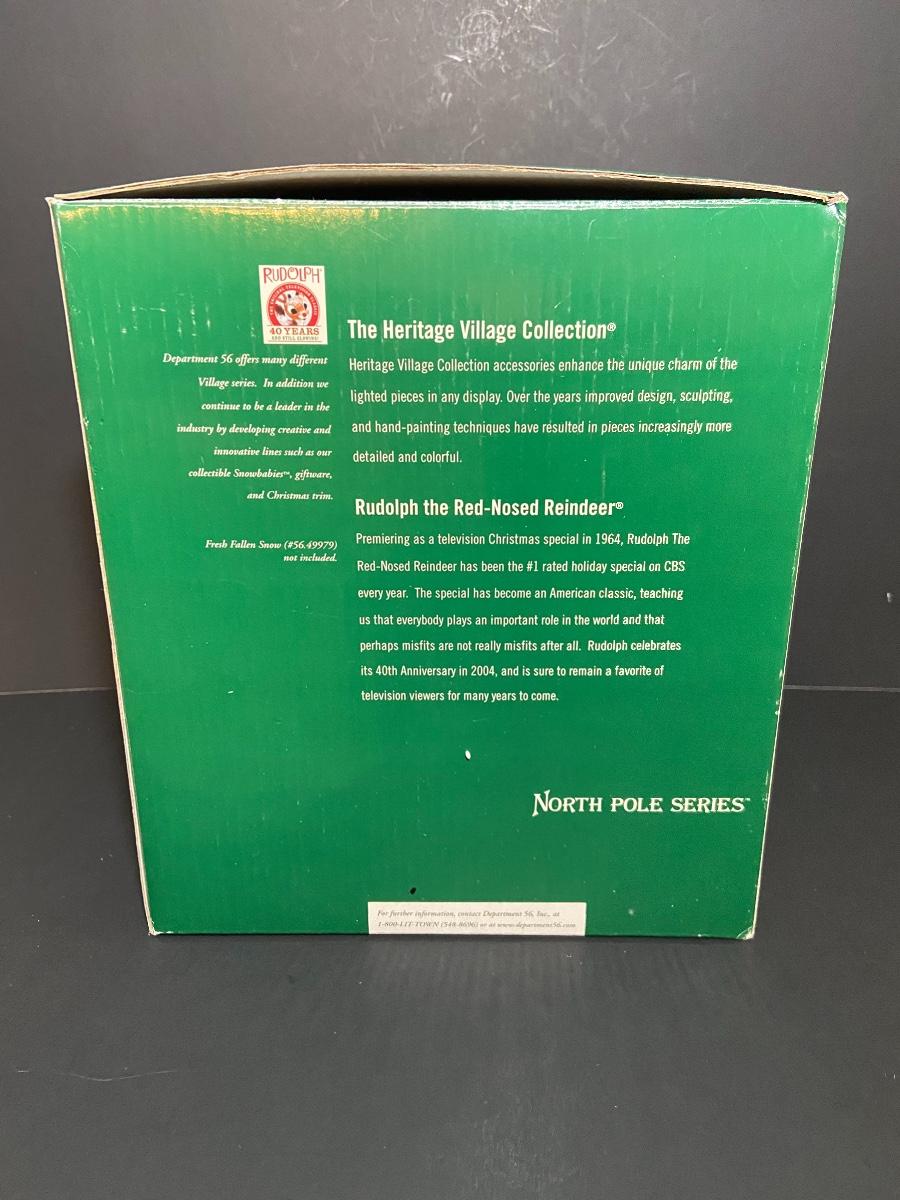 RUDOLPH®
40 YEARS
AND STILL GLOWING!
Department 56 offers many different
Village series. In addition we
continue to be a leader in the
industry by developing creative and
innovative lines such as our
collectible Snowbabies™, giftware,
and Christmas trim.
Fresh Fallen Snow (#56.49979)
not included.
The Heritage Village Collection®
Heritage Village Collection accessories enhance the unique charm of the
lighted pieces in any display. Over the years improved design, sculpting,
and hand-painting techniques have resulted in pieces increasingly more
detailed and colorful.
Rudolph the Red-Nosed Reindeer®
Premiering as a television Christmas special in 1964, Rudolph The
Red-Nosed Reindeer has been the #1 rated holiday special on CBS
every year. The special has become an American classic, teaching
us that everybody plays an important role in the world and that
perhaps misfits are not really misfits after all. Rudolph celebrates
its 40th Anniversary in 2004, and is sure to remain a favorite of
television viewers for many years to come.
NORTH POLE SERIES™
For further information, contact Department 56, Inc., at
1-800-LIT-TOWN (548-8696) or at www.department56.com